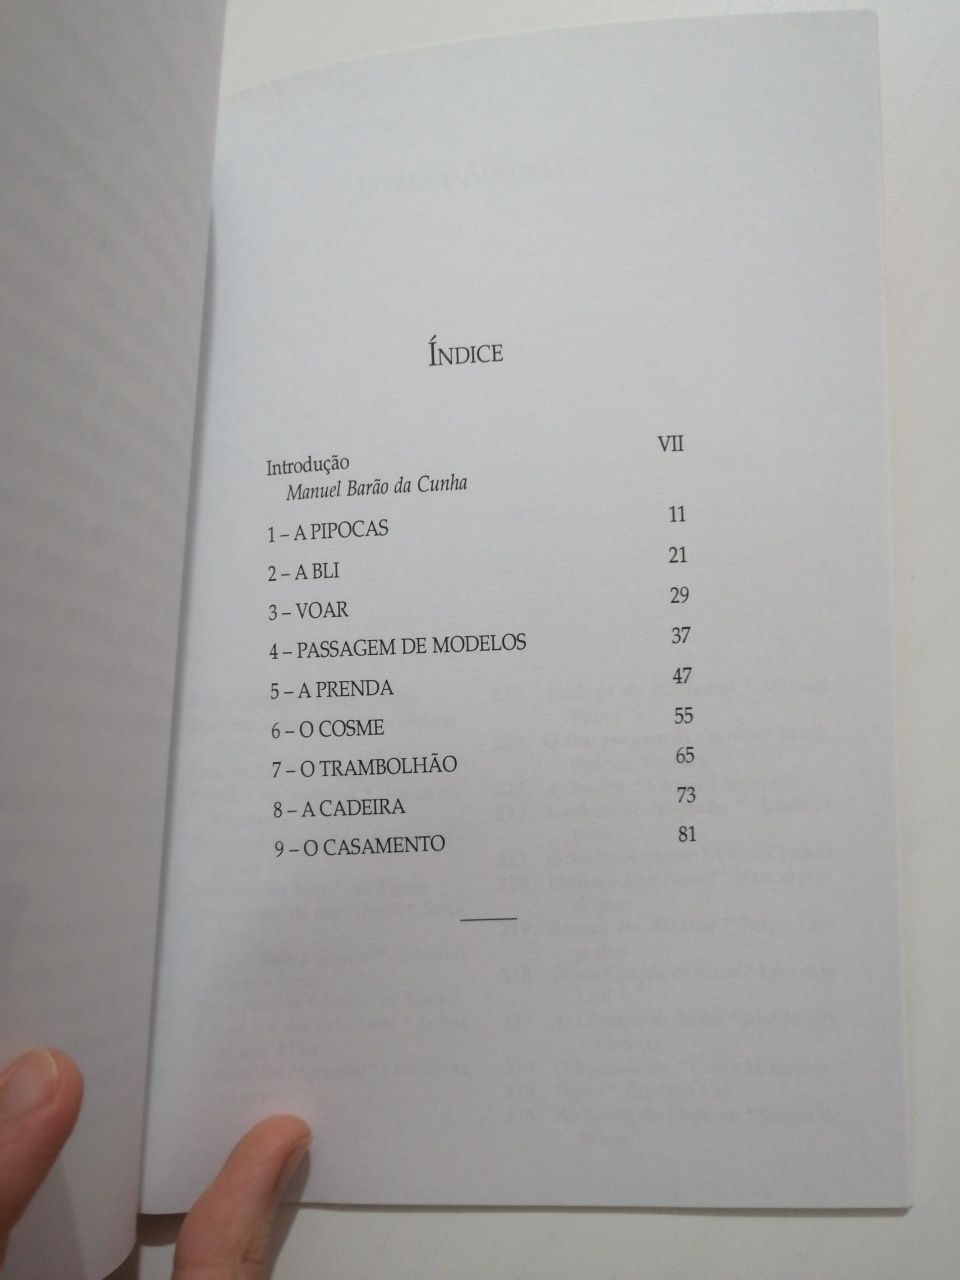 ÍNDICE
Introdução VII
Manuel Barão da Cunha
1 – A PIPOCAS 11
2 – A BLI 21
3 – VOAR 29
4 – PASSAGEM DE MODELOS 37
5 – A PRENDA 47
6 – O COSME 55
7 – O TRAMBOLHÃO 65
8 – A CADEIRA 73
9 – O CASAMENTO 81